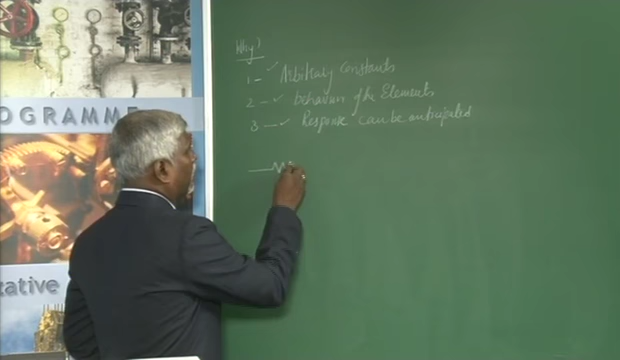 Why?
1 - Arbitrary constants
2 - behaviour of the Elements
3 - Response can be anticipated
OGRAMME
tative